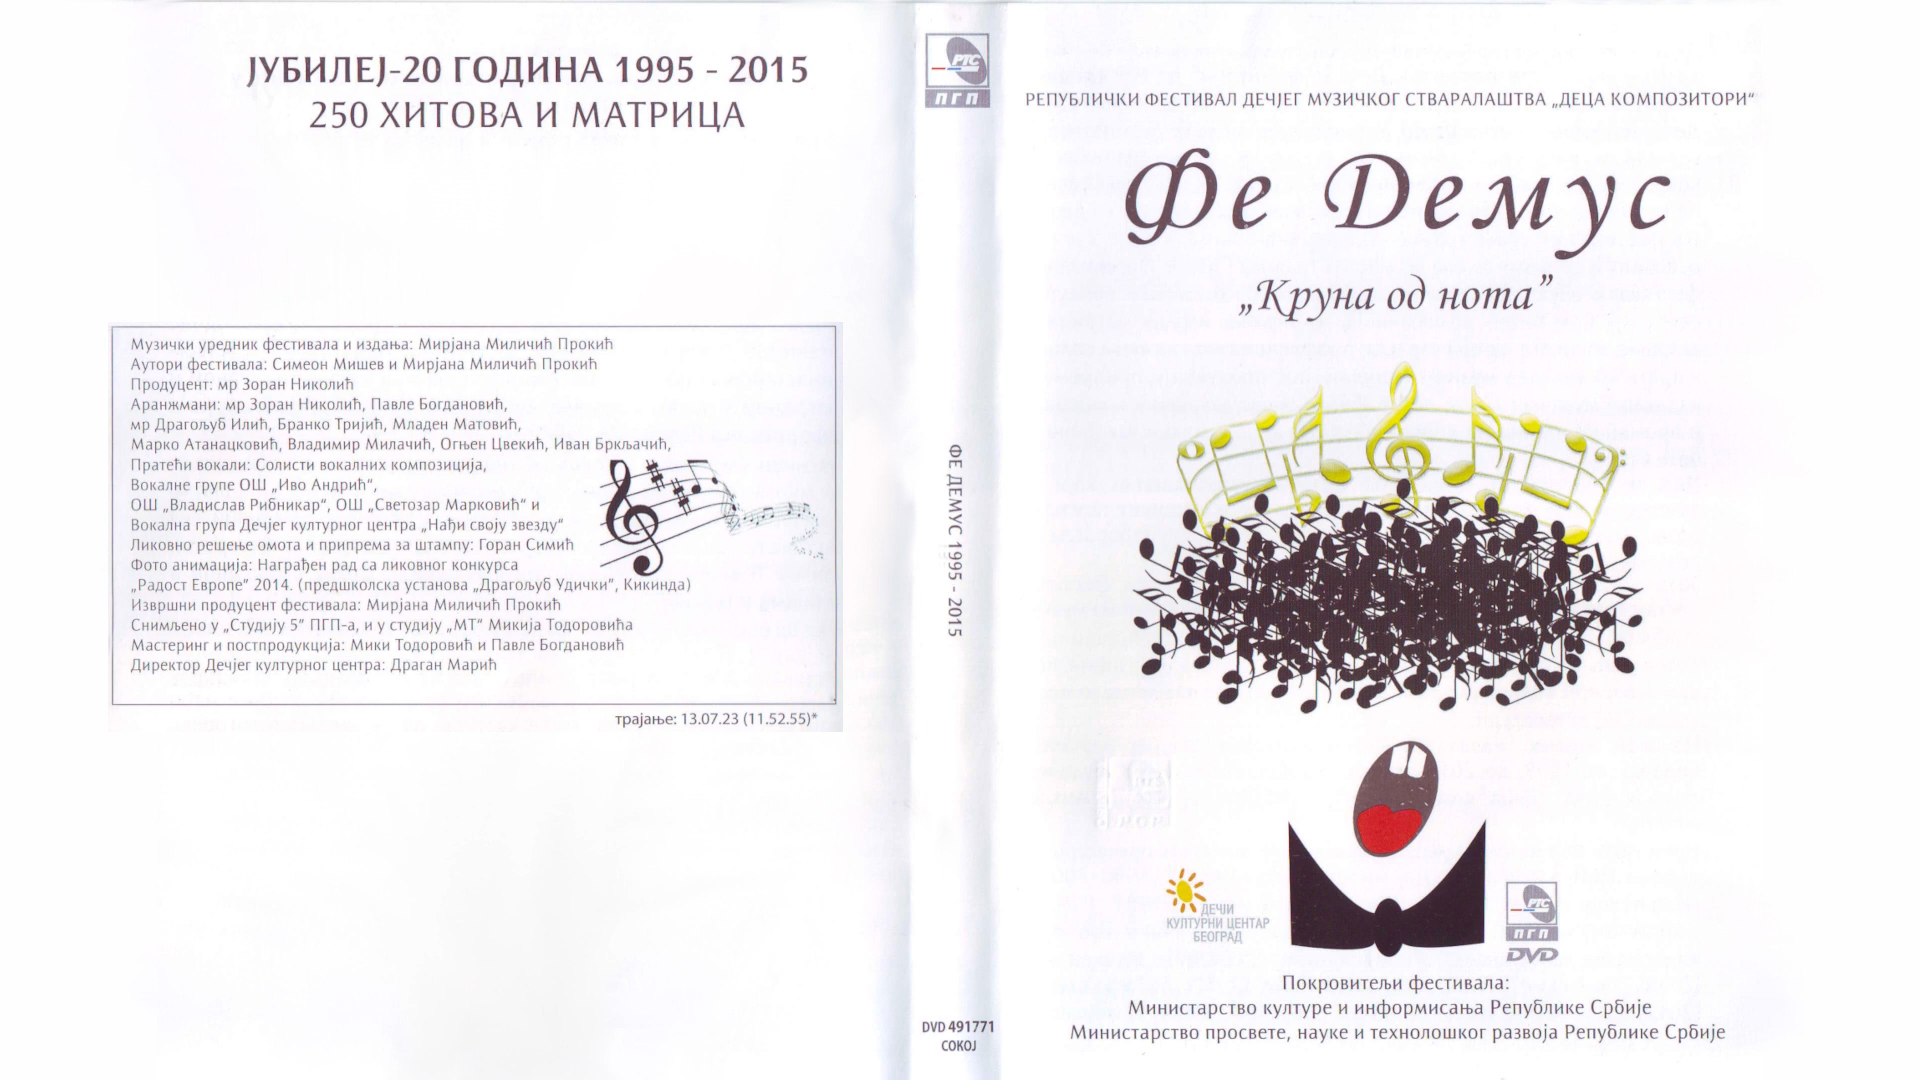 ЈУБИЛЕЈ-20 ГОДИНА 1995 - 2015
250 ХИТОВА И МАТРИЦА
Музички уредник фестивала и издања: Мирјана Миличић Прокић
Аутори фестивала: Симеон Мишев и Мирјана Миличић Прокић
Продуцент: мр Зоран Николић
Аранжмани: мр Зоран Николић, Павле Богдановић,
мр Драгољуб Илић, Бранко Тријић, Младен Матовић,
Марко Атанацковић, Владимир Милачић, Огњен Цвекић, Иван Бркљачић,
Пратећи вокали: Солисти вокалних композиција,
Вокалне групе ОШ „Иво Андрић“,
ОШ „Владислав Рибникар“, ОШ „Светозар Марковић“ и
Вокална група Дечјег културног центра „Нађи своју звезду“
Ликовно решење омота и припрема за штампу: Горан Симић
Фото анимација: Награђен рад са ликовног конкурса
„Радост Европе” 2014. (предшколска установа „Драгољуб Удички”, Кикинда)
Извршни продуцент фестивала: Мирјана Миличић Прокић
Снимљено у „Студију 5” ПГП-а, и у студију „МТ“ Микија Тодоровића
Мастеринг и постпродукција: Мики Тодоровић и Павле Богдановић
Директор Дечјег културног центра: Драган Марић
трајање: 13.07.23 (11.52.55)*
РТС
ПГП
ФЕ ДЕМУС 1995 - 2015
DVD 491771
СОКОЈ
РЕПУБЛИЧКИ ФЕСТИВАЛ ДЕЧЈЕГ МУЗИЧКОГ СТВАРАЛАШТВА „ДЕЦА КОМПОЗИТОРИ“
Фе Демус
„Круна од нота”
ДЕЧЈИ
КУЛТУРНИ ЦЕНТАР
БЕОГРАД
РТС
ПГП
DVD
Покровитељи фестивала:
Министарство културе и информисања Републике Србије
Министарство просвете, науке и технолошког развоја Републике Србије